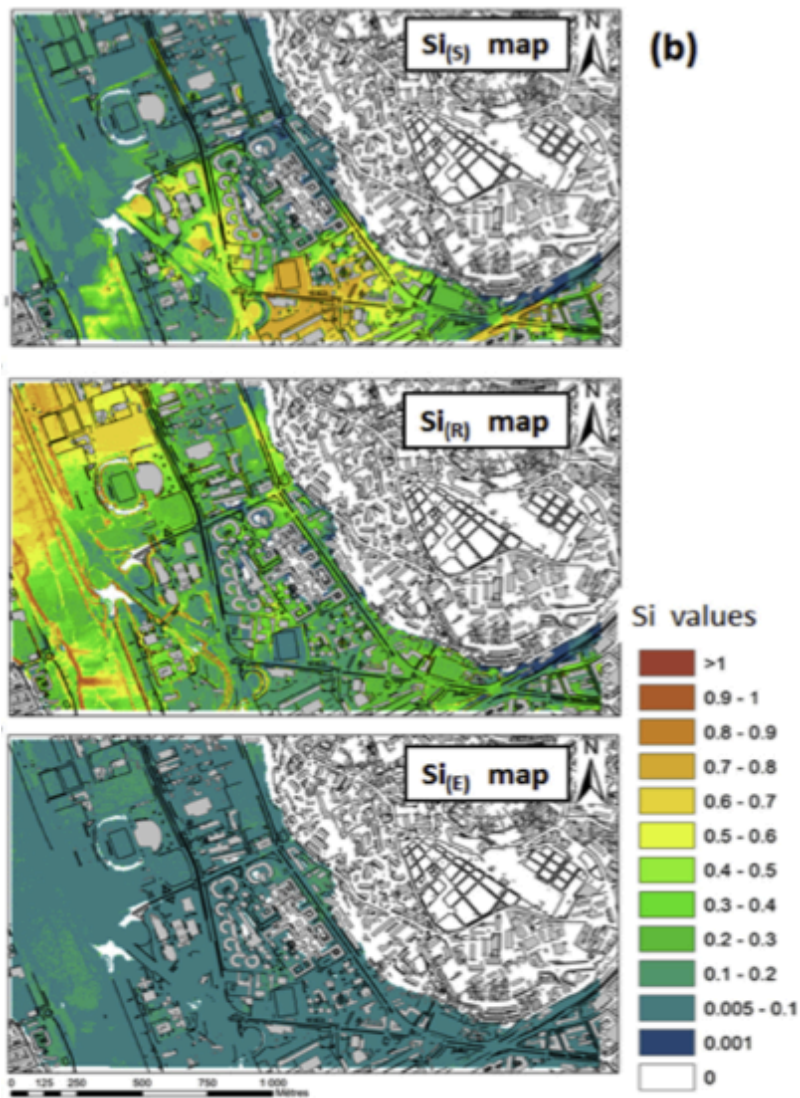 Si(S) map
N
(b)
Si(R) map
N
Si values
>1
0.9 - 1
0.8 - 0.9
0.7 - 0.8
0.6 - 0.7
0.5 - 0.6
0.4 - 0.5
0.3 - 0.4
0.2 - 0.3
0.1 - 0.2
0.005 - 0.1
0.001
0
Si(E) map
N
0 125 250 500 750 1 000
Mètres